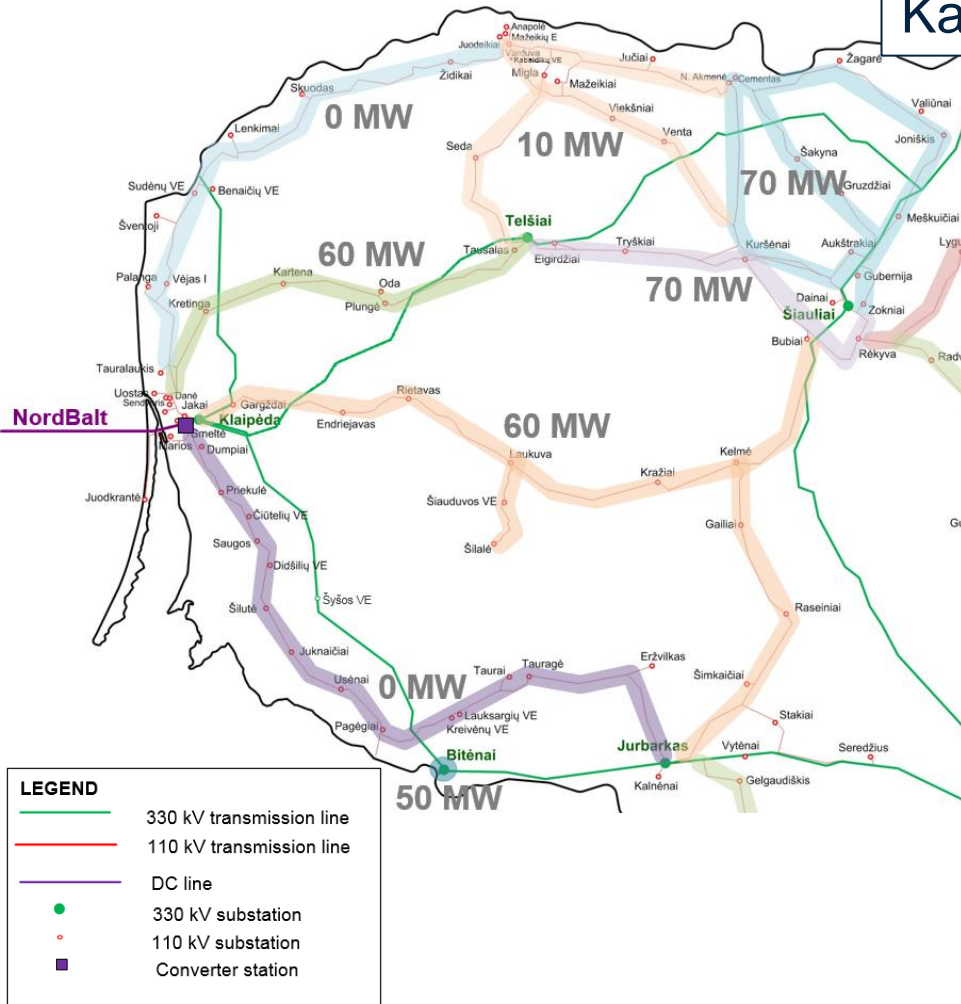 Ka
Anapolė
Mažeikių E
Juodeikiai
Varduva
Kabaldikų VE
Židikai
Migla
Jučiai
Mažeikiai
N. Akmenė
Cementas
Žagarė
Skuodas
0 MW
Viekšniai
Valiūnai
Lenkimai
10 MW
Venta
Joniškis
Seda
Šakyna
Sudėnų VE
Benaičių VE
70 MW
Gruzdžiai
Šventoji
Telšiai
Meškuičiai
Tausalas
Eigirdžiai
Tryškiai
Kuršėnai
Aukštrakiai
Lygu
60 MW
Kartena
Palanga
Vėjas I
Oda
Plungė
70 MW
Gubernija
Kretinga
Dainai
Zokniai
Šiauliai
Bubiai
Rėkyva
Radv
Tauralaukis
Uostas
Danė
Jakai
Gargždai
Rietavas
NordBalt
Klaipėda
Endriejavas
60 MW
Smeltė
Marios
Dumpiai
Laukuva
Kelmė
Kražiai
Juodkrantė
Priekulė
Šiauduvos VE
Čiūtelių VE
Gailiai
Gu
Saugos
Šilalė
Didšilių VE
Šyšos VE
Šilutė
Raseiniai
Juknaičiai
Taurai
Tauragė
Eržvilkas
Usėnai
0 MW
Šimkaičiai
Pagėgiai
Lauksargių VE
Kreivėnų VE
Stakiai
Bitėnai
Jurbarkas
Vytėnai
Seredžius
50 MW
Kalnėnai
Gelgaudiškis
LEGEND
330 kV transmission line
110 kV transmission line
DC line
330 kV substation
110 kV substation
Converter station